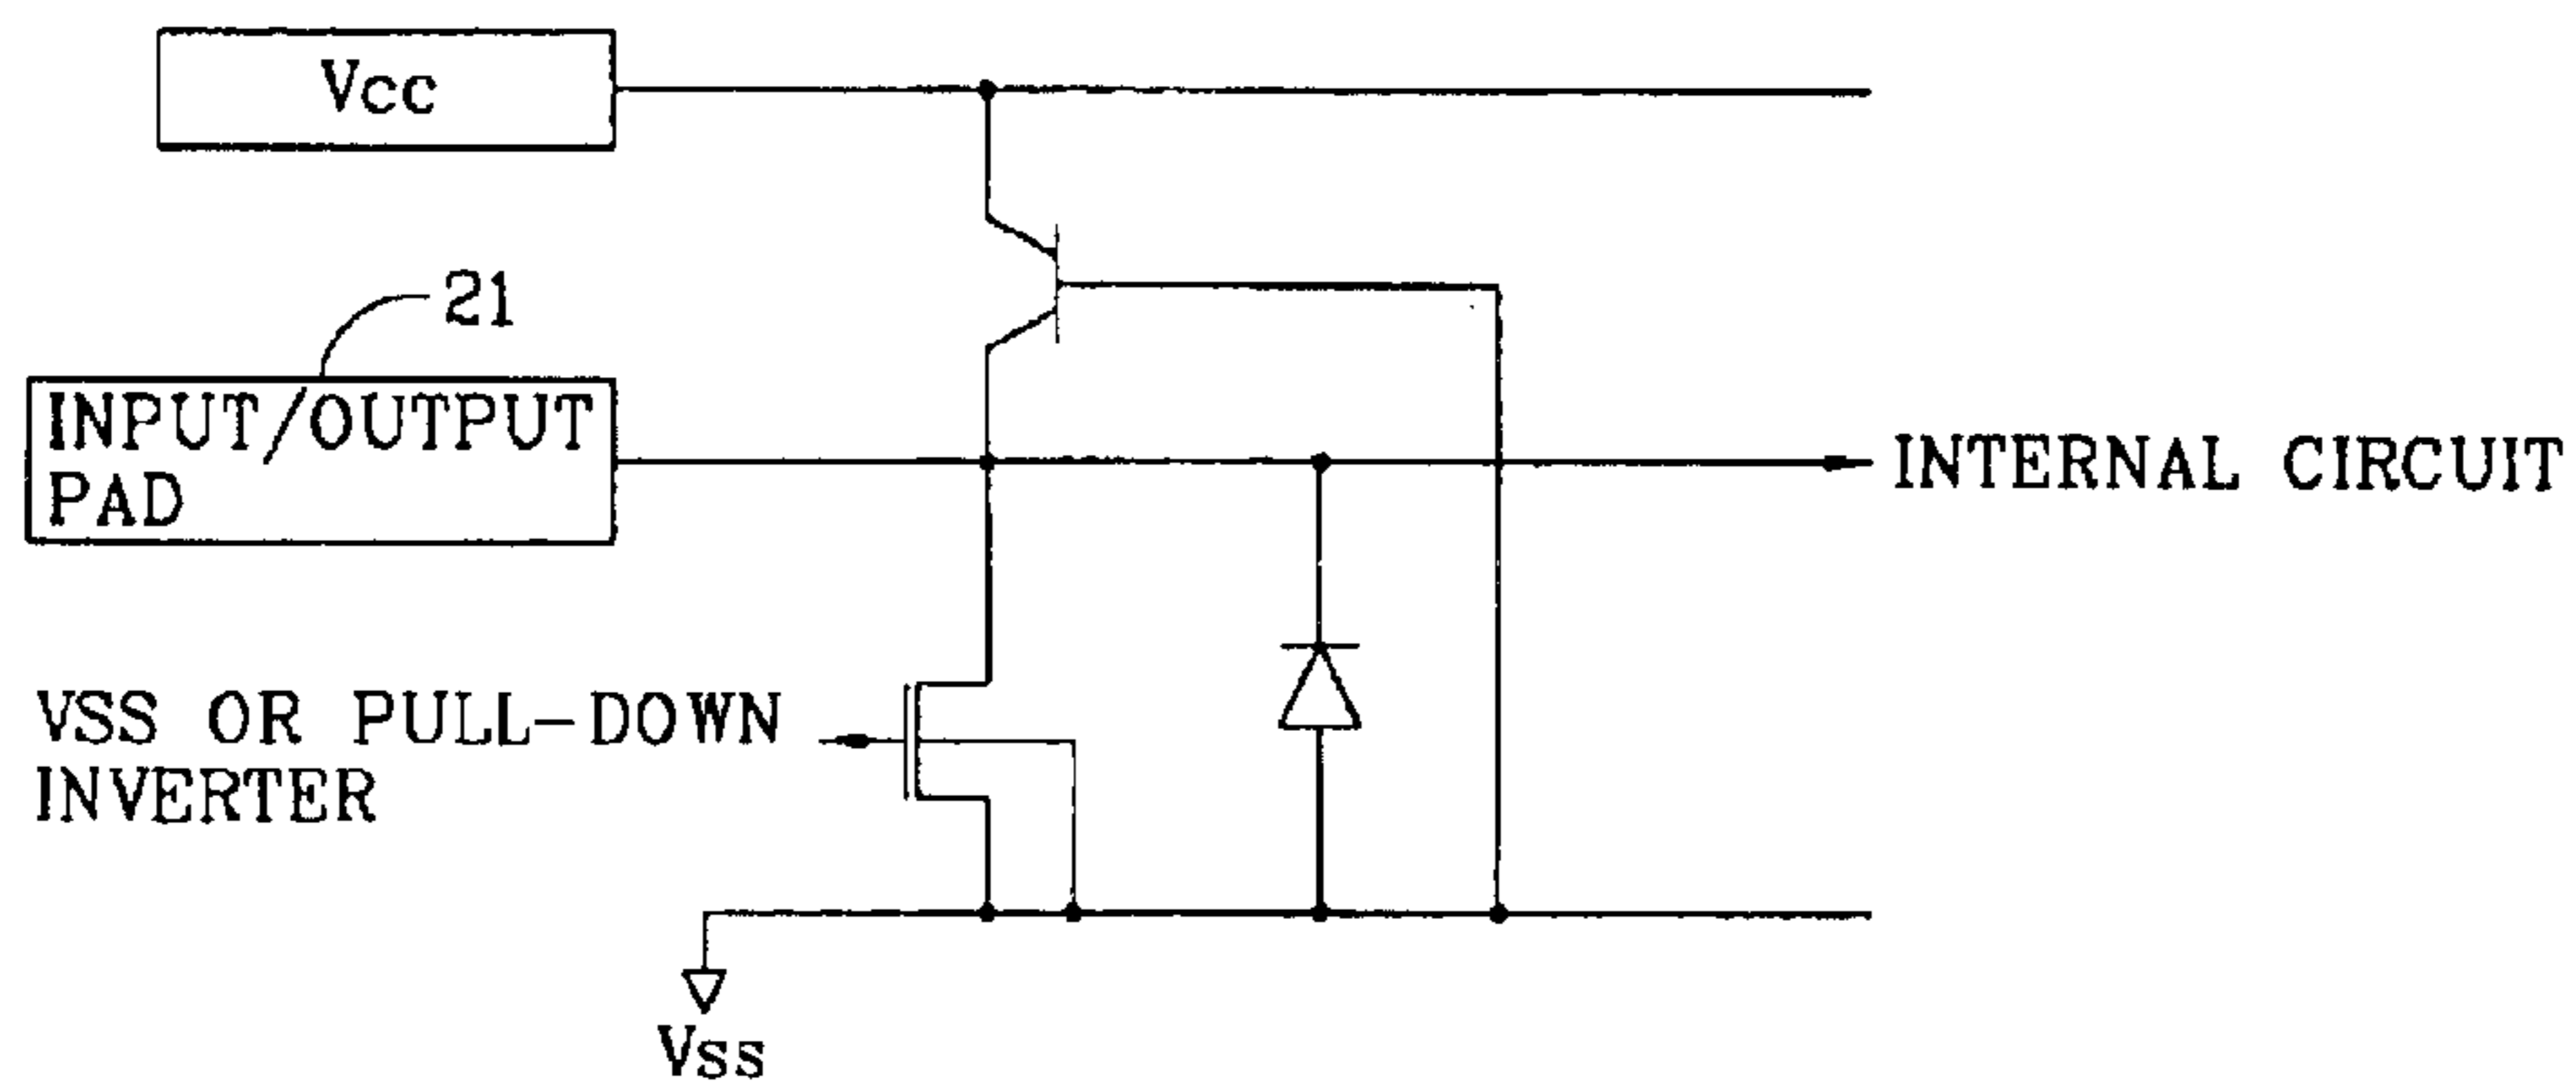 Vcc
21
INPUT/OUTPUT
PAD
INTERNAL CIRCUIT
VSS OR PULL-DOWN
INVERTER
Vss